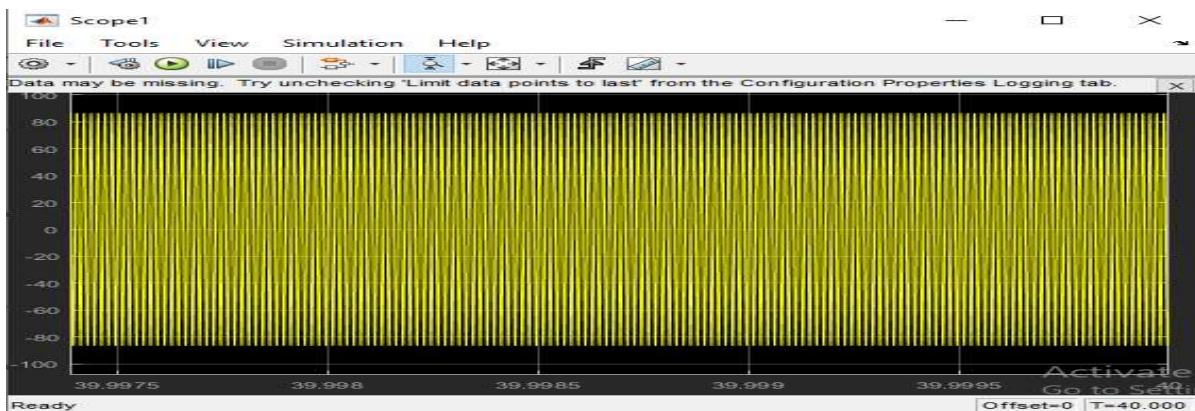 Scope1
File Tools View Simulation Help
Data may be missing. Try unchecking 'Limit data points to last' from the Configuration Properties Logging tab.
100
80
60
40
20
0
-20
-40
-60
-80
-100
39.9975 39.998 39.9985 39.999 39.9995 40
Activate
Go to Setti
Ready Offset=0 T=40.000